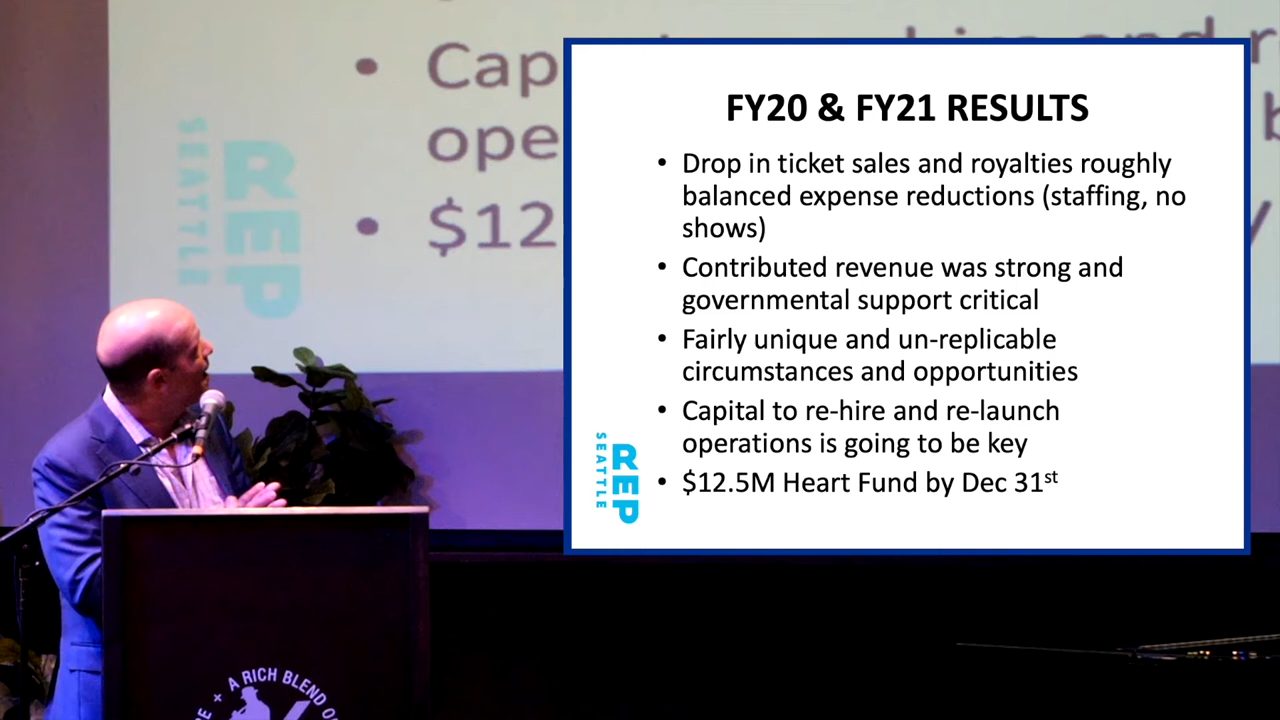 • Cap
ope
• $12
SEATTLE
REP
FY20 & FY21 RESULTS
• Drop in ticket sales and royalties roughly
balanced expense reductions (staffing, no
shows)
• Contributed revenue was strong and
governmental support critical
• Fairly unique and un-replicable
circumstances and opportunities
• Capital to re-hire and re-launch
operations is going to be key
• $12.5M Heart Fund by Dec 31st
SEATTLE
REP
+ A RICH BLEND O